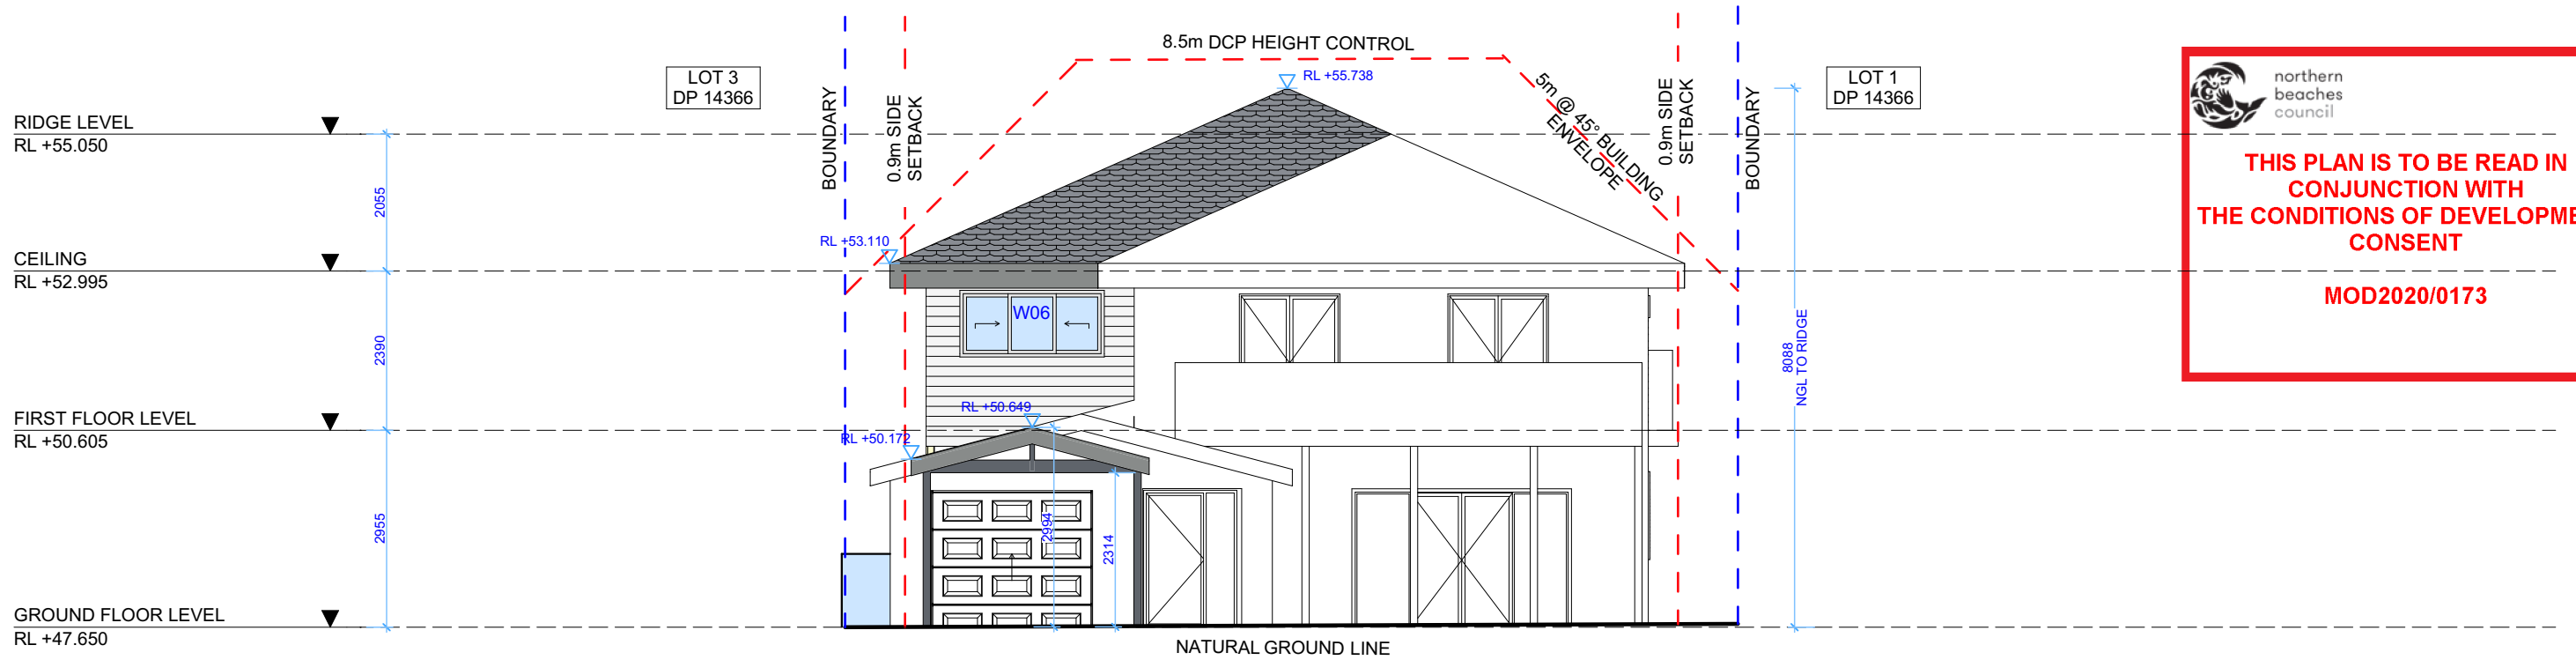 8.5m DCP HEIGHT CONTROL
RL +55.738
LOT 3
DP 14366
LOT 1
DP 14366
BOUNDARY
0.9m SIDE
SETBACK
5m @ 45° BUILDING
ENVELOPE
0.9m SIDE
SETBACK
BOUNDARY
northern
beaches
council
THIS PLAN IS TO BE READ IN
CONJUNCTION WITH
THE CONDITIONS OF DEVELOPME
CONSENT
MOD2020/0173
RIDGE LEVEL
RL +55.050
2055
RL +53.110
CEILING
RL +52.995
W06
2390
8088
NGL TO RIDGE
FIRST FLOOR LEVEL
RL +50.605
RL +50.649
RL +50.172
2955
2994
2314
GROUND FLOOR LEVEL
RL +47.650
NATURAL GROUND LINE